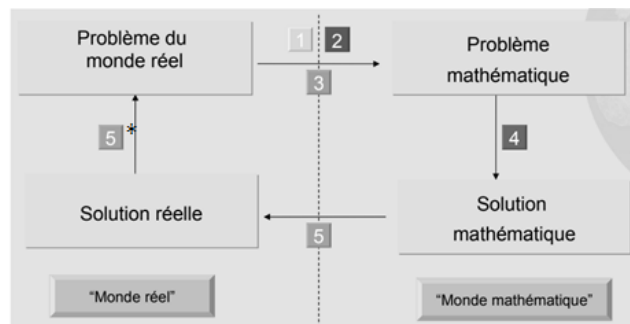 Problème du
monde réel
1
2
3
Problème
mathématique
5*
4
Solution réelle
5
Solution
mathématique
“Monde réel”
“Monde mathématique”